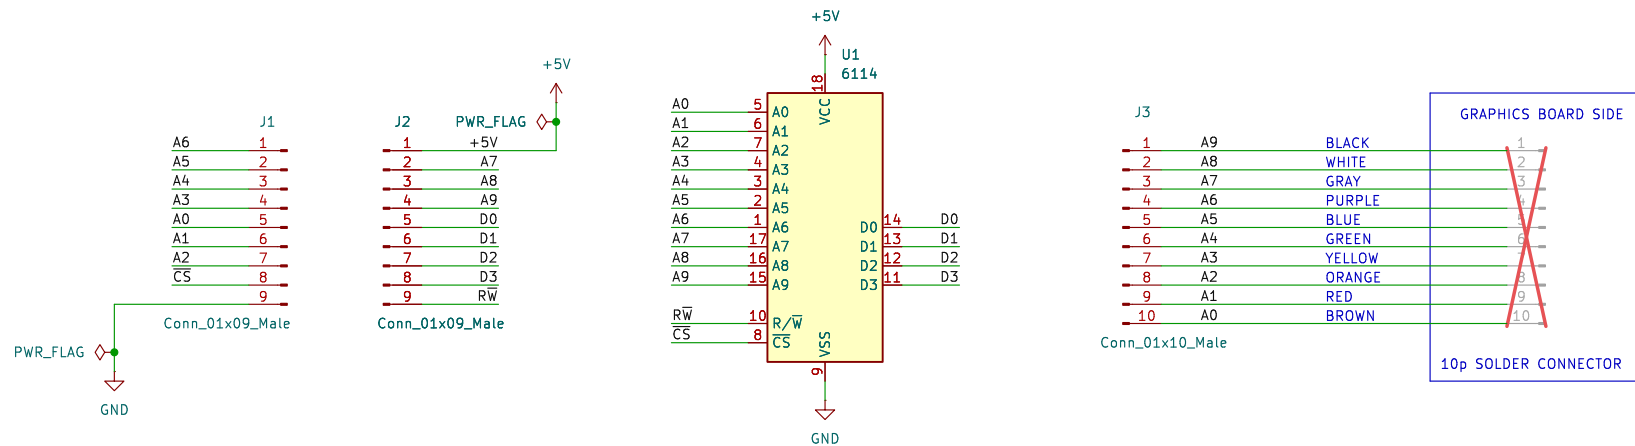 +5V
PWR_FLAG
J1
A6 1
A5 2
A4 3
A3 4
A0 5
A1 6
A2 7
CS 8
9
Conn_01x09_Male
PWR_FLAG
GND
+5V
J2
1 +5V
2 A7
3 A8
4 A9
5 D0
6 D1
7 D2
8 D3
9 RW
Conn_01x09_Male
U1
6114
18
VCC
A0 5 A0
A1 6 A1
A2 7 A2
A3 4 A3
A4 3 A4
A5 2 A5
A6 1 A6
A7 17 A7
A8 16 A8
A9 15 A9
D0 14 D0
D1 13 D1
D2 12 D2
D3 11 D3
RW 10 R/W
CS 8 CS
VSS
9
GND
J3
1 A9 BLACK 1
2 A8 WHITE 2
3 A7 GRAY 3
4 A6 PURPLE 4
5 A5 BLUE 5
6 A4 GREEN 6
7 A3 YELLOW
8 A2 ORANGE 8
9 A1 RED 9
10 A0 BROWN 10
Conn_01x10_Male
GRAPHICS BOARD SIDE
10p SOLDER CONNECTOR